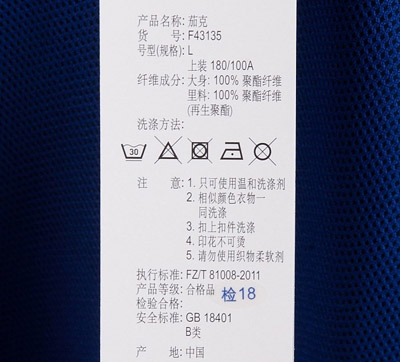 产品名称: 茄克
货 号: F43135
号型(规格): L
上装 180/100A
纤维成分: 大身: 100% 聚酯纤维
里料: 100% 聚酯纤维
(再生聚酯)
洗涤方法:
30
注 意: 1. 只可使用温和洗涤剂
2. 相似颜色衣物一
同洗涤
3. 扣上扣件洗涤
4. 印花不可烫
5. 请勿使用织物柔软剂
执行标准: FZ/T 81008-2011
产品等级: 合格品
检验合格: 检18
安全标准: GB 18401
B类
产 地: 中国